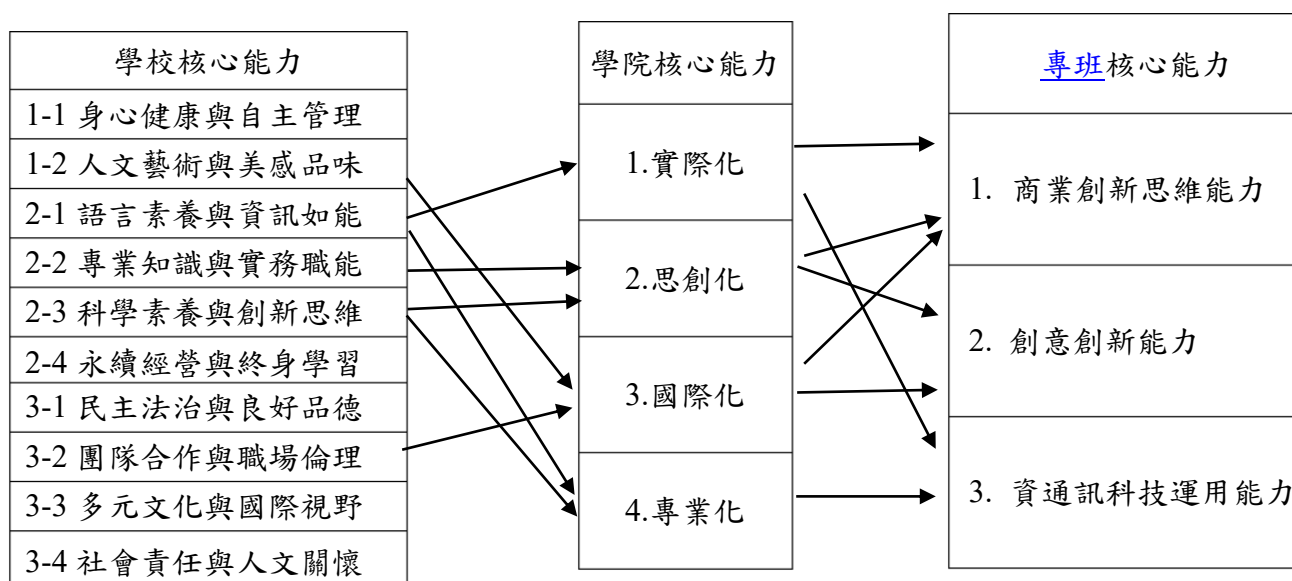 學校核心能力
1-1 身心健康與自主管理
1-2 人文藝術與美感品味
2-1 語言素養與資訊如能
2-2 專業知識與實務職能
2-3 科學素養與創新思維
2-4 永續經營與終身學習
3-1 民主法治與良好品德
3-2 團隊合作與職場倫理
3-3 多元文化與國際視野
3-4 社會責任與人文關懷
學院核心能力
1.實際化
2.思創化
3.國際化
4.專業化
專班核心能力
1. 商業創新思維能力
2. 創意創新能力
3. 資通訊科技運用能力